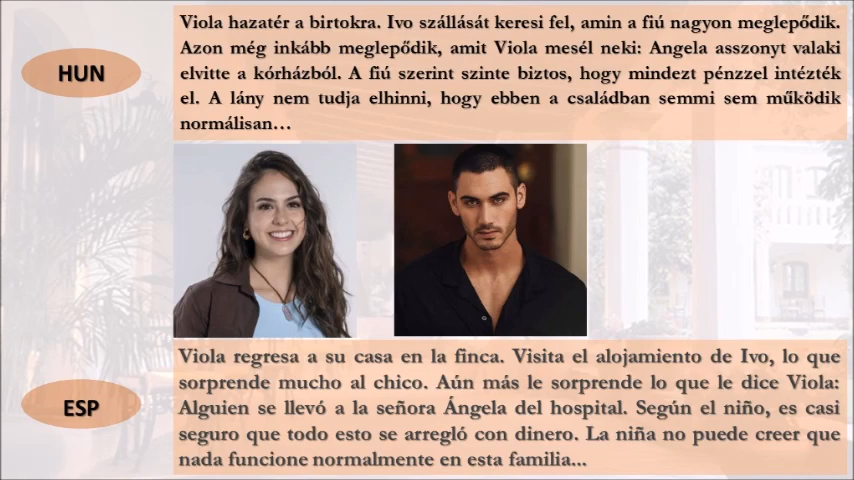 HUN
Viola hazatér a birtokra. Ivo szállását keresi fel, amin a fiú nagyon meglepődik.
Azon még inkább meglepődik, amit Viola mesél neki: Angela asszonyt valaki
elvitte a kórházból. A fiú szerint szinte biztos, hogy mindezt pénzzel intézték
el. A lány nem tudja elhinni, hogy ebben a családban semmi sem működik
normálisan…
ESP
Viola regresa a su casa en la finca. Visita el alojamiento de Ivo, lo que
sorprende mucho al chico. Aún más le sorprende lo que le dice Viola:
Alguien se llevó a la señora Ángela del hospital. Según el niño, es casi
seguro que todo esto se arregló con dinero. La niña no puede creer que
nada funcione normalmente en esta familia...